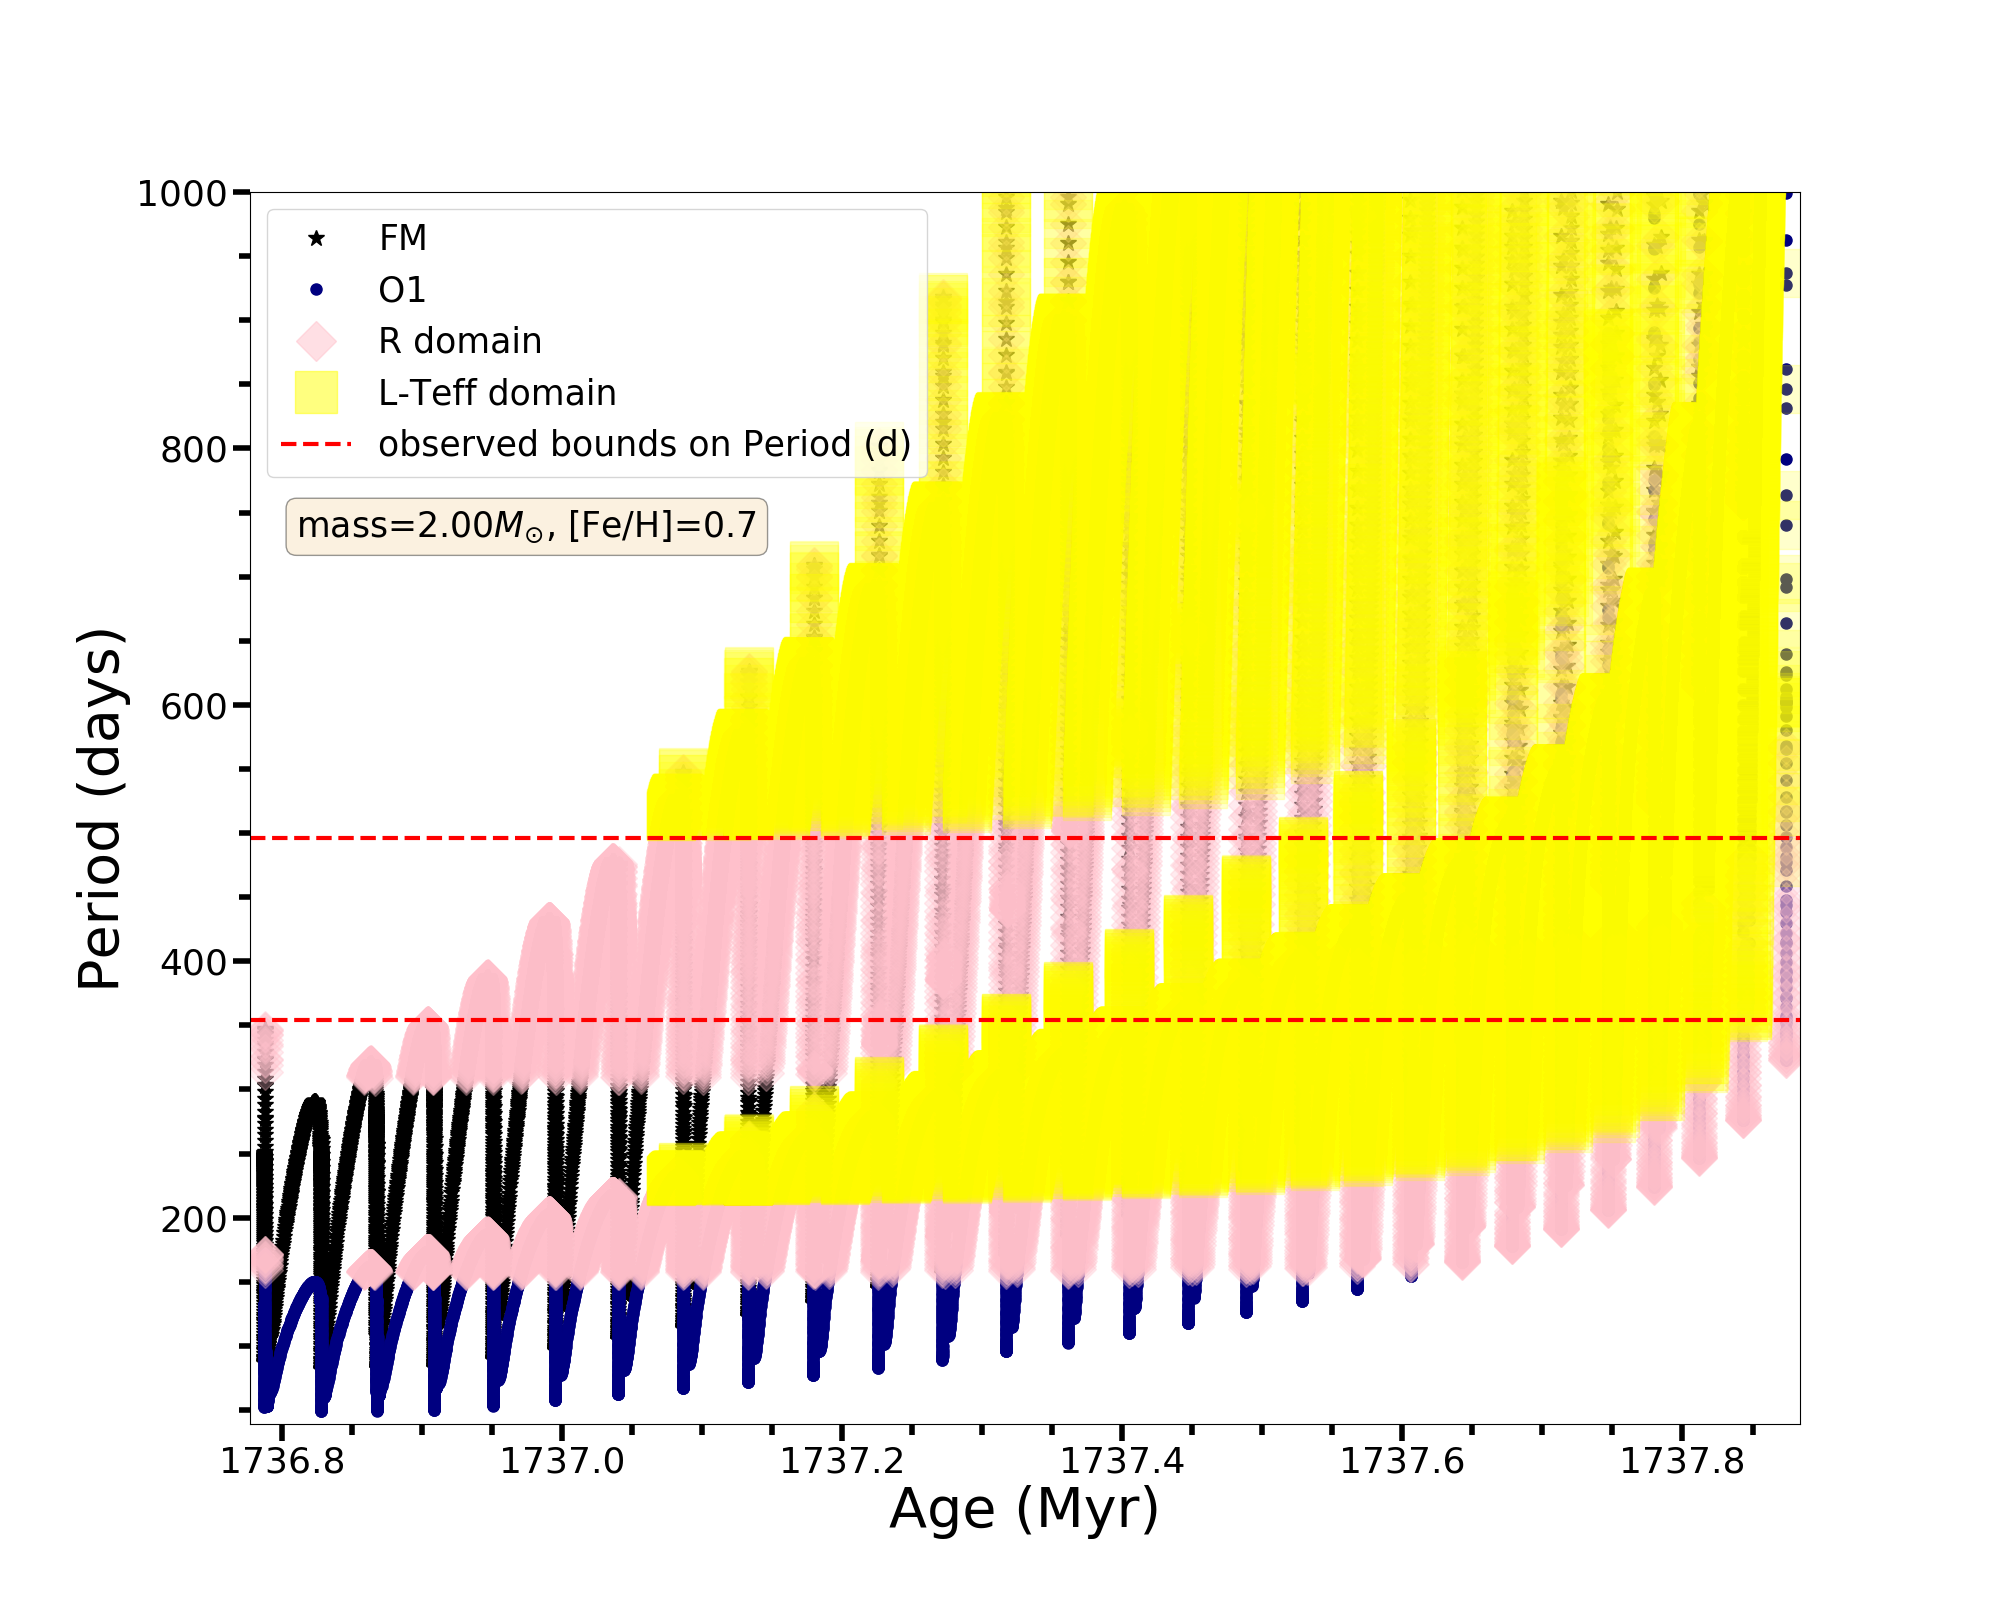 1000
800
600
400
200
Period (days)
FM
O1
R domain
L-Teff domain
observed bounds on Period (d)
mass=2.00M⊙, [Fe/H]=0.7
1736.8 1737.0 1737.2 1737.4 1737.6 1737.8
Age (Myr)